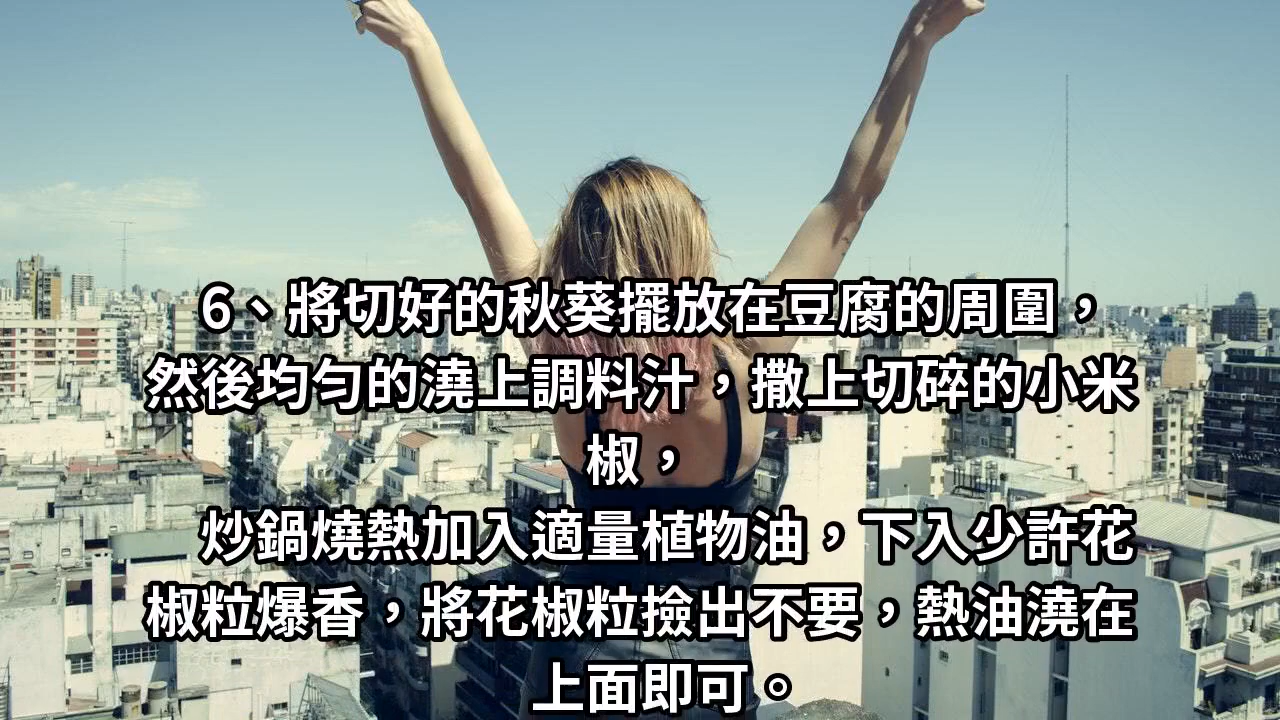 6、將切好的秋葵擺放在豆腐的周圍，
然後均勻的澆上調料汁，撒上切碎的小米
椒，
炒鍋燒熱加入適量植物油，下入少許花
椒粒爆香，將花椒粒撿出不要，熱油澆在
上面即可。